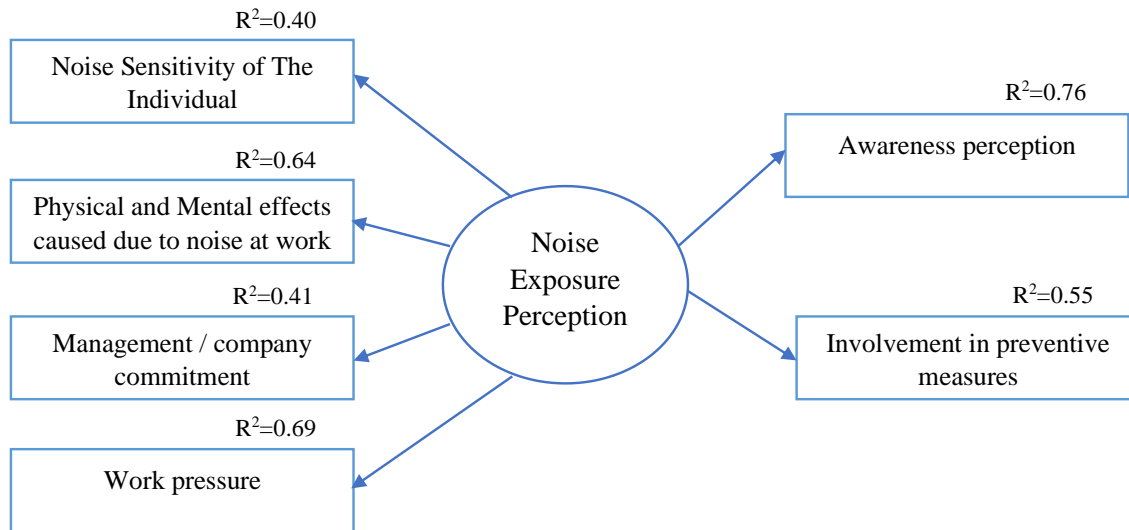 R²=0.40
Noise Sensitivity of The
Individual
R²=0.64
Physical and Mental effects
caused due to noise at work
R²=0.41
Management / company
commitment
R²=0.69
Work pressure
Noise
Exposure
Perception
R²=0.76
Awareness perception
R²=0.55
Involvement in preventive
measures